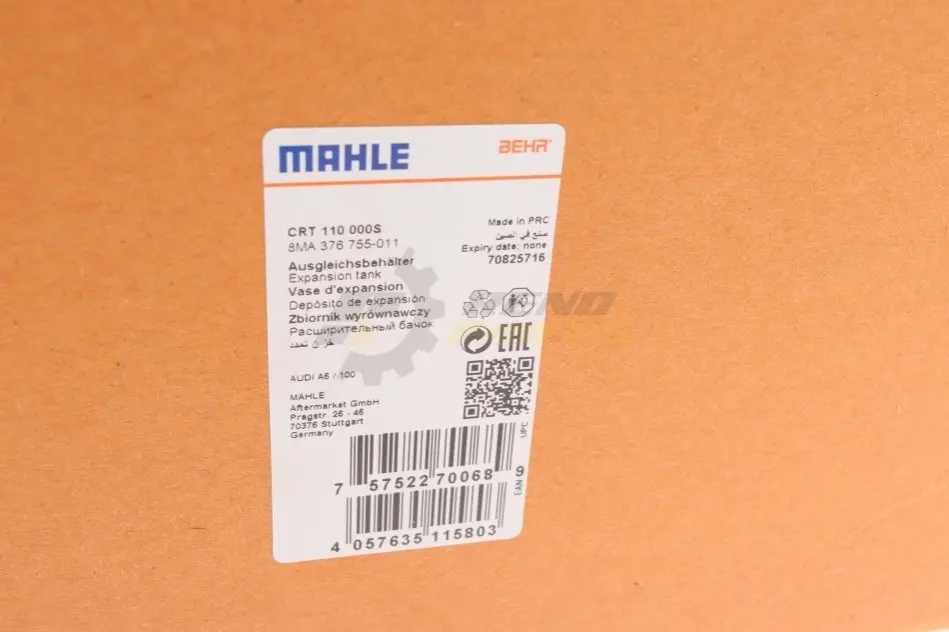 MAHLE
BEHR
CRT 110 000S
8MA 376 755-011
Made in PRC
صنع في الصين
Expiry date: none
70825716
Ausgleichsbehälter
Expansion tank
Vase d'expansion
Depósito de expansión
Zbiornik wyrównawczy
Расширительный бачок
خزان تمدد
EAC
AUDI A6 / 100
MAHLE
Aftermarket GmbH
Pragstr. 26 - 46
70376 Stuttgart
Germany
UPC
7 57522 70068 9
EAN
4 057635 115803